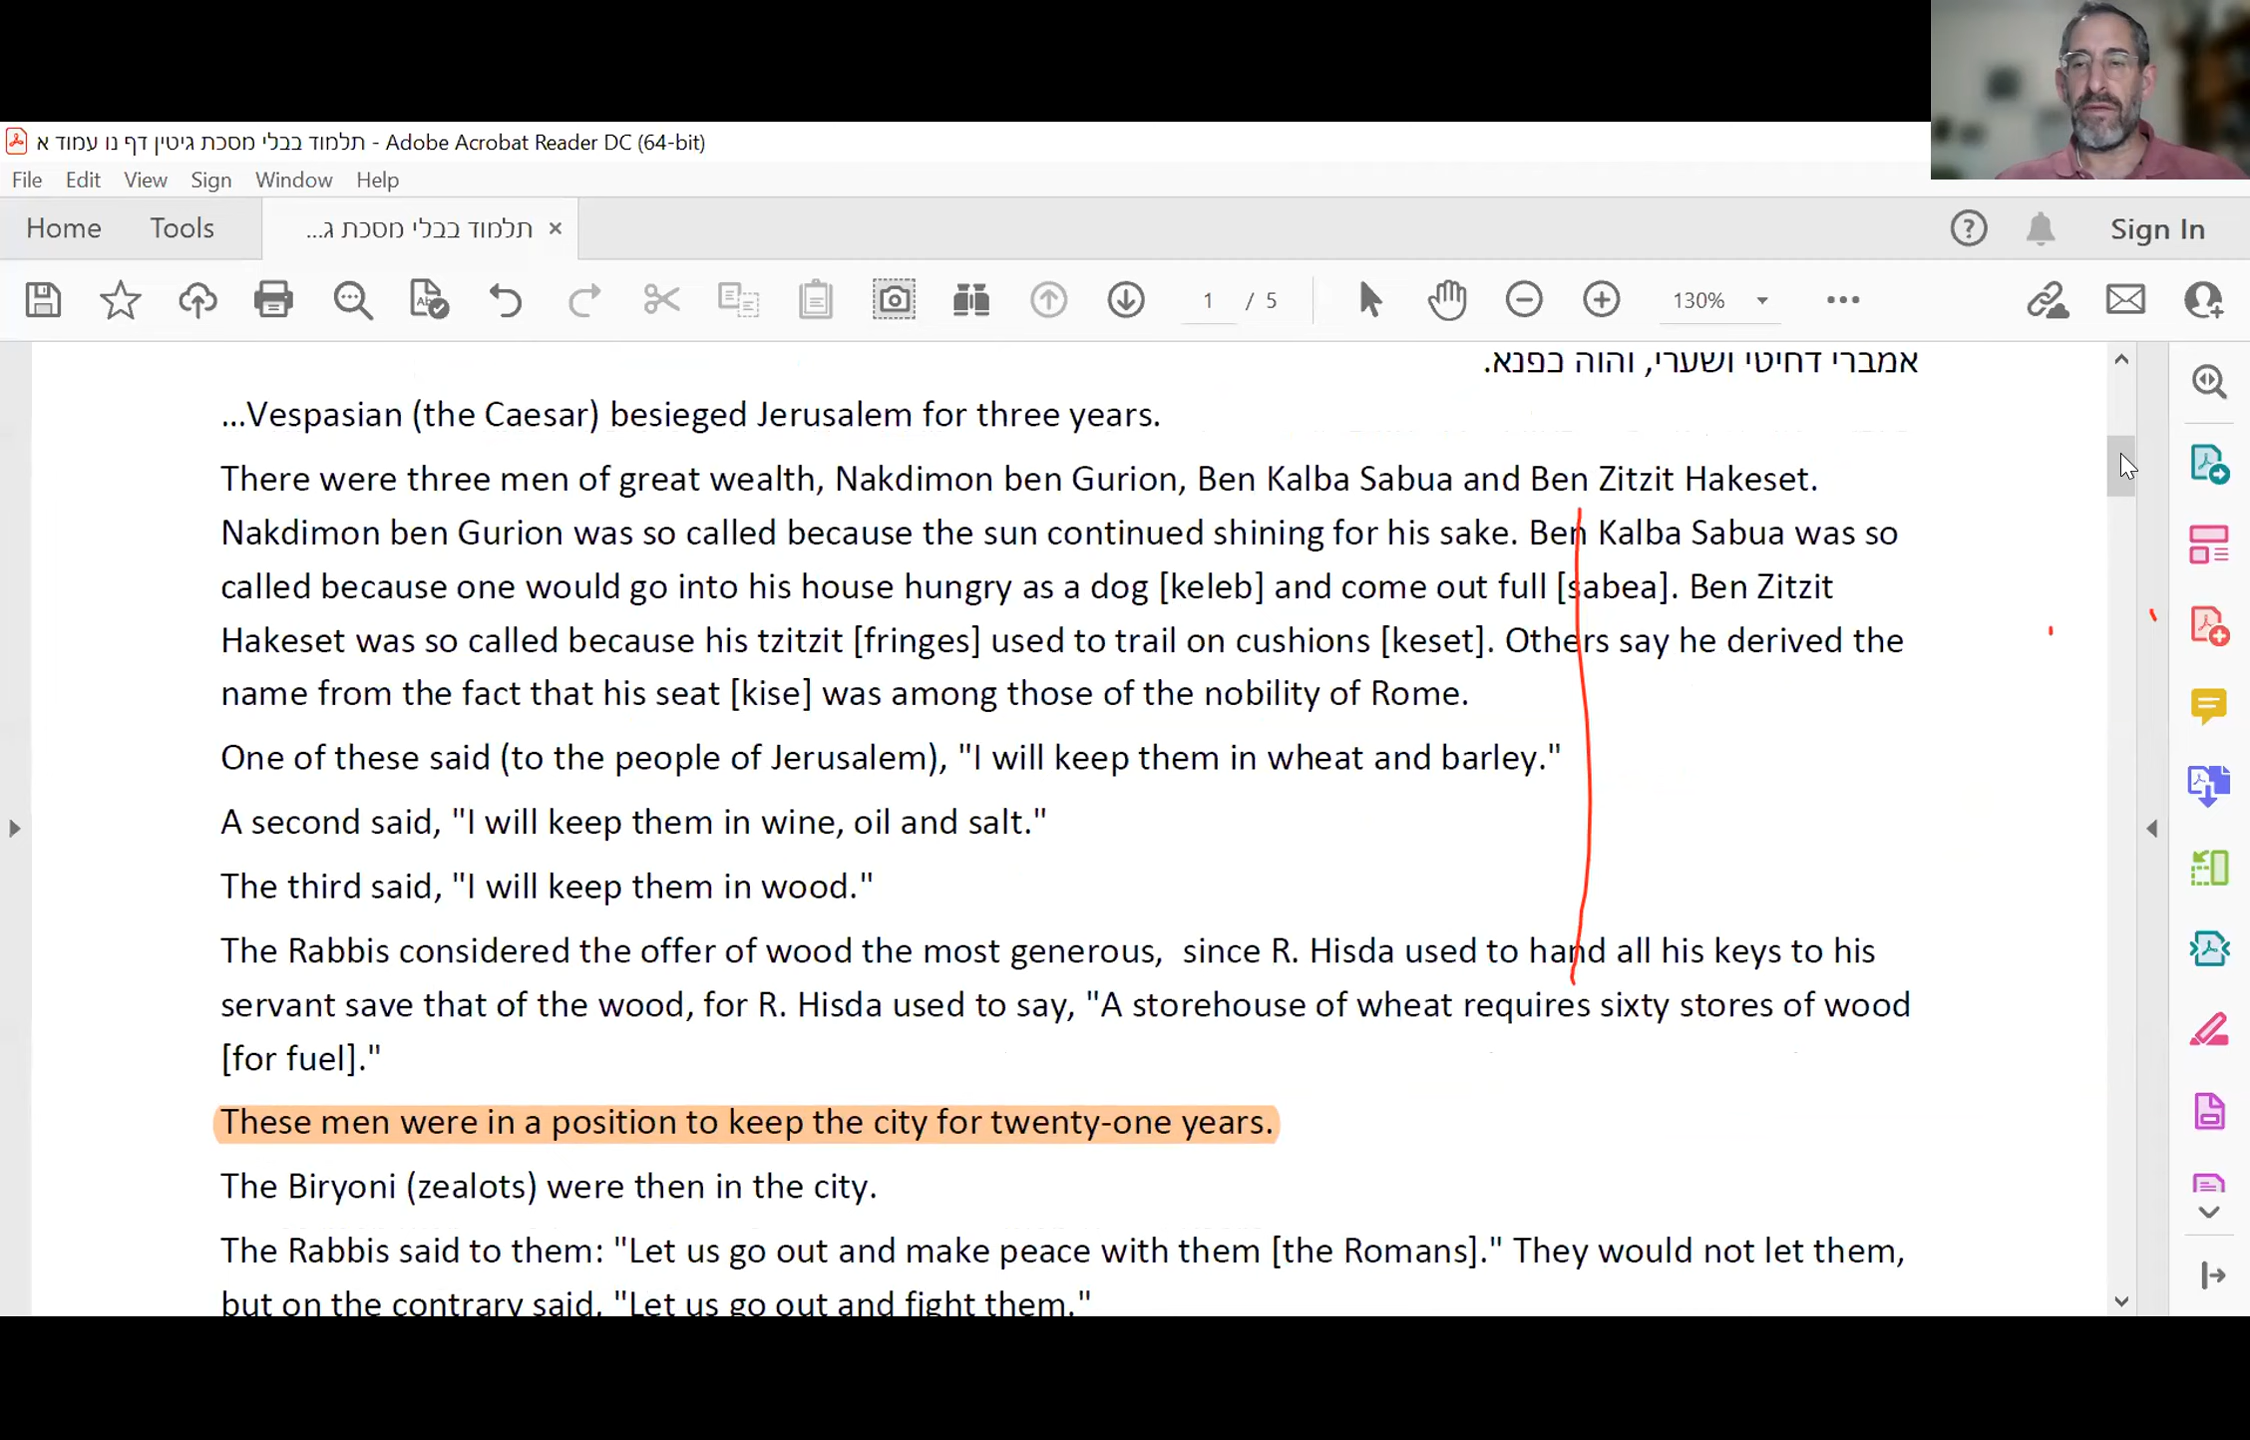 תלמוד בבלי מסכת גיטין דף נו עמוד א - Adobe Acrobat Reader DC (64-bit)
File Edit View Sign Window Help
Home Tools תלמוד בבלי מסכת ג... × Sign In
1 / 5 130%
אמברי דחיטי ושערי, והוה כפנא.
...Vespasian (the Caesar) besieged Jerusalem for three years.
There were three men of great wealth, Nakdimon ben Gurion, Ben Kalba Sabua and Ben Zitzit Hakeset.
Nakdimon ben Gurion was so called because the sun continued shining for his sake. Ben Kalba Sabua was so
called because one would go into his house hungry as a dog [keleb] and come out full [sabea]. Ben Zitzit
Hakeset was so called because his tzitzit [fringes] used to trail on cushions [keset]. Others say he derived the
name from the fact that his seat [kise] was among those of the nobility of Rome.
One of these said (to the people of Jerusalem), "I will keep them in wheat and barley."
A second said, "I will keep them in wine, oil and salt."
The third said, "I will keep them in wood."
The Rabbis considered the offer of wood the most generous,  since R. Hisda used to hand all his keys to his
servant save that of the wood, for R. Hisda used to say, "A storehouse of wheat requires sixty stores of wood
[for fuel]."
These men were in a position to keep the city for twenty-one years.
The Biryoni (zealots) were then in the city.
The Rabbis said to them: "Let us go out and make peace with them [the Romans]." They would not let them,
but on the contrary said, "Let us go out and fight them."